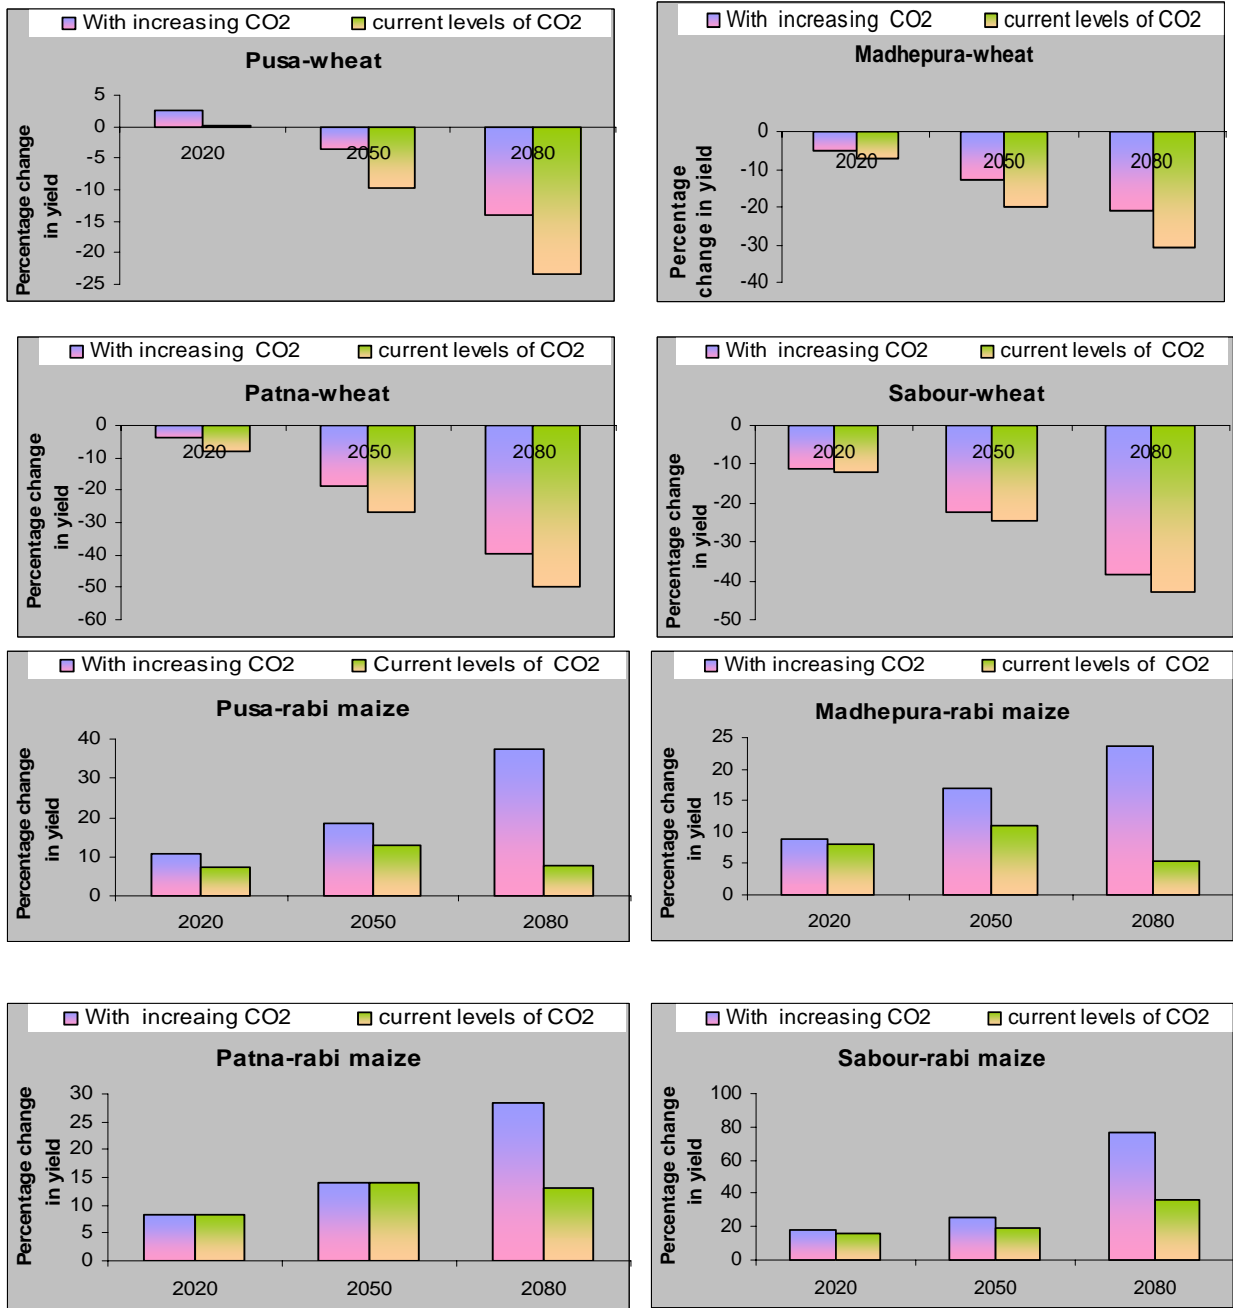 With increasing CO2 current levels of CO2
Pusa-wheat
Percentage change
in yield
5
0
-5
-10
-15
-20
-25
2020 2050 2080
With increasing CO2 current levels of CO2
Madhepura-wheat
Percentage
change in yield
0
-10
-20
-30
-40
2020 2050 2080
With increasing CO2 current levels of CO2
Patna-wheat
Percentage change
in yield
0
-10
-20
-30
-40
-50
-60
2020 2050 2080
With increasing CO2 current levels of CO2
Sabour-wheat
Percentage change
in yield
0
-10
-20
-30
-40
-50
2020 2050 2080
With increasing CO2 Current levels of CO2
Pusa-rabi maize
Percentage change
in yield
40
30
20
10
0
2020 2050 2080
With increasing CO2 current levels of CO2
Madhepura-rabi maize
Percentage change
in yield
25
20
15
10
5
0
2020 2050 2080
With increaing CO2 current levels of CO2
Patna-rabi maize
Percentage change
in yield
30
25
20
15
10
5
0
2020 2050 2080
With increasing CO2 current levels of CO2
Sabour-rabi maize
Percentage change
in yield
100
80
60
40
20
0
2020 2050 2080